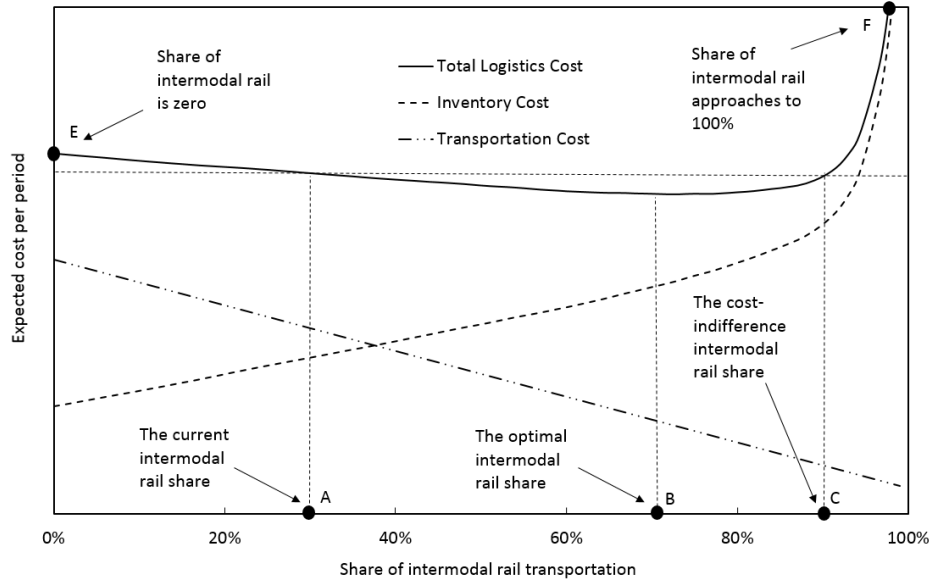 F
Share of
intermodal rail
is zero
Total Logistics Cost
Inventory Cost
Transportation Cost
Share of
intermodal rail
approaches to
100%
E
Expected cost per period
The cost-
indifference
intermodal
rail share
The current
intermodal
rail share
The optimal
intermodal
rail share
A
B
C
0%
20%
40%
60%
80%
100%
Share of intermodal rail transportation